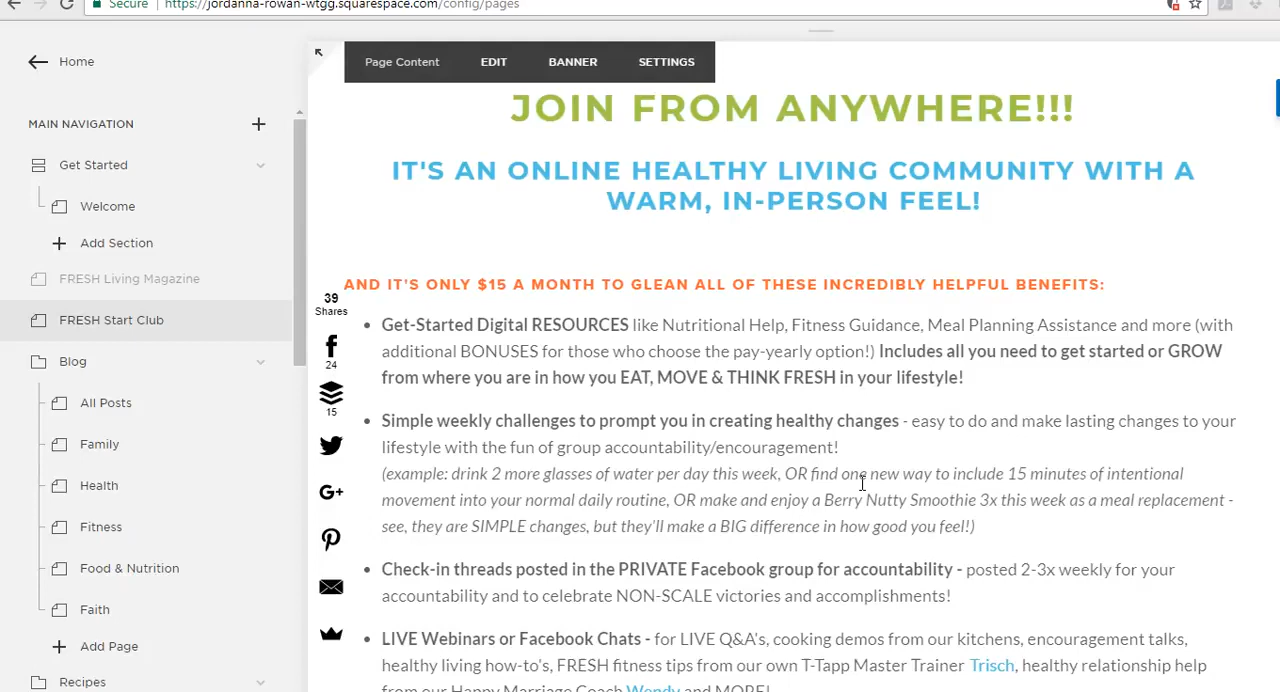 Secure
https://jordanna-rowan-wtgg.squarespace.com/config/pages
Home
MAIN NAVIGATION
Get Started
Welcome
Add Section
FRESH Living Magazine
FRESH Start Club
Blog
All Posts
Family
Health
Fitness
Food & Nutrition
Faith
Add Page
Recipes
Page Content EDIT BANNER SETTINGS
JOIN FROM ANYWHERE!!!
IT'S AN ONLINE HEALTHY LIVING COMMUNITY WITH A
WARM, IN-PERSON FEEL!
AND IT'S ONLY $15 A MONTH TO GLEAN ALL OF THESE INCREDIBLY HELPFUL BENEFITS:
39
Shares
24
15
G+
Get-Started Digital RESOURCES like Nutritional Help, Fitness Guidance, Meal Planning Assistance and more (with
additional BONUSES for those who choose the pay-yearly option!) Includes all you need to get started or GROW
from where you are in how you EAT, MOVE & THINK FRESH in your lifestyle!
Simple weekly challenges to prompt you in creating healthy changes - easy to do and make lasting changes to your
lifestyle with the fun of group accountability/encouragement!
(example: drink 2 more glasses of water per day this week, OR find one new way to include 15 minutes of intentional
movement into your normal daily routine, OR make and enjoy a Berry Nutty Smoothie 3x this week as a meal replacement -
see, they are SIMPLE changes, but they'll make a BIG difference in how good you feel!)
Check-in threads posted in the PRIVATE Facebook group for accountability - posted 2-3x weekly for your
accountability and to celebrate NON-SCALE victories and accomplishments!
LIVE Webinars or Facebook Chats - for LIVE Q&A's, cooking demos from our kitchens, encouragement talks,
healthy living how-to's, FRESH fitness tips from our own T-Tapp Master Trainer Trisch, healthy relationship help
from our Happy Marriage Coach Wendy and MORE!